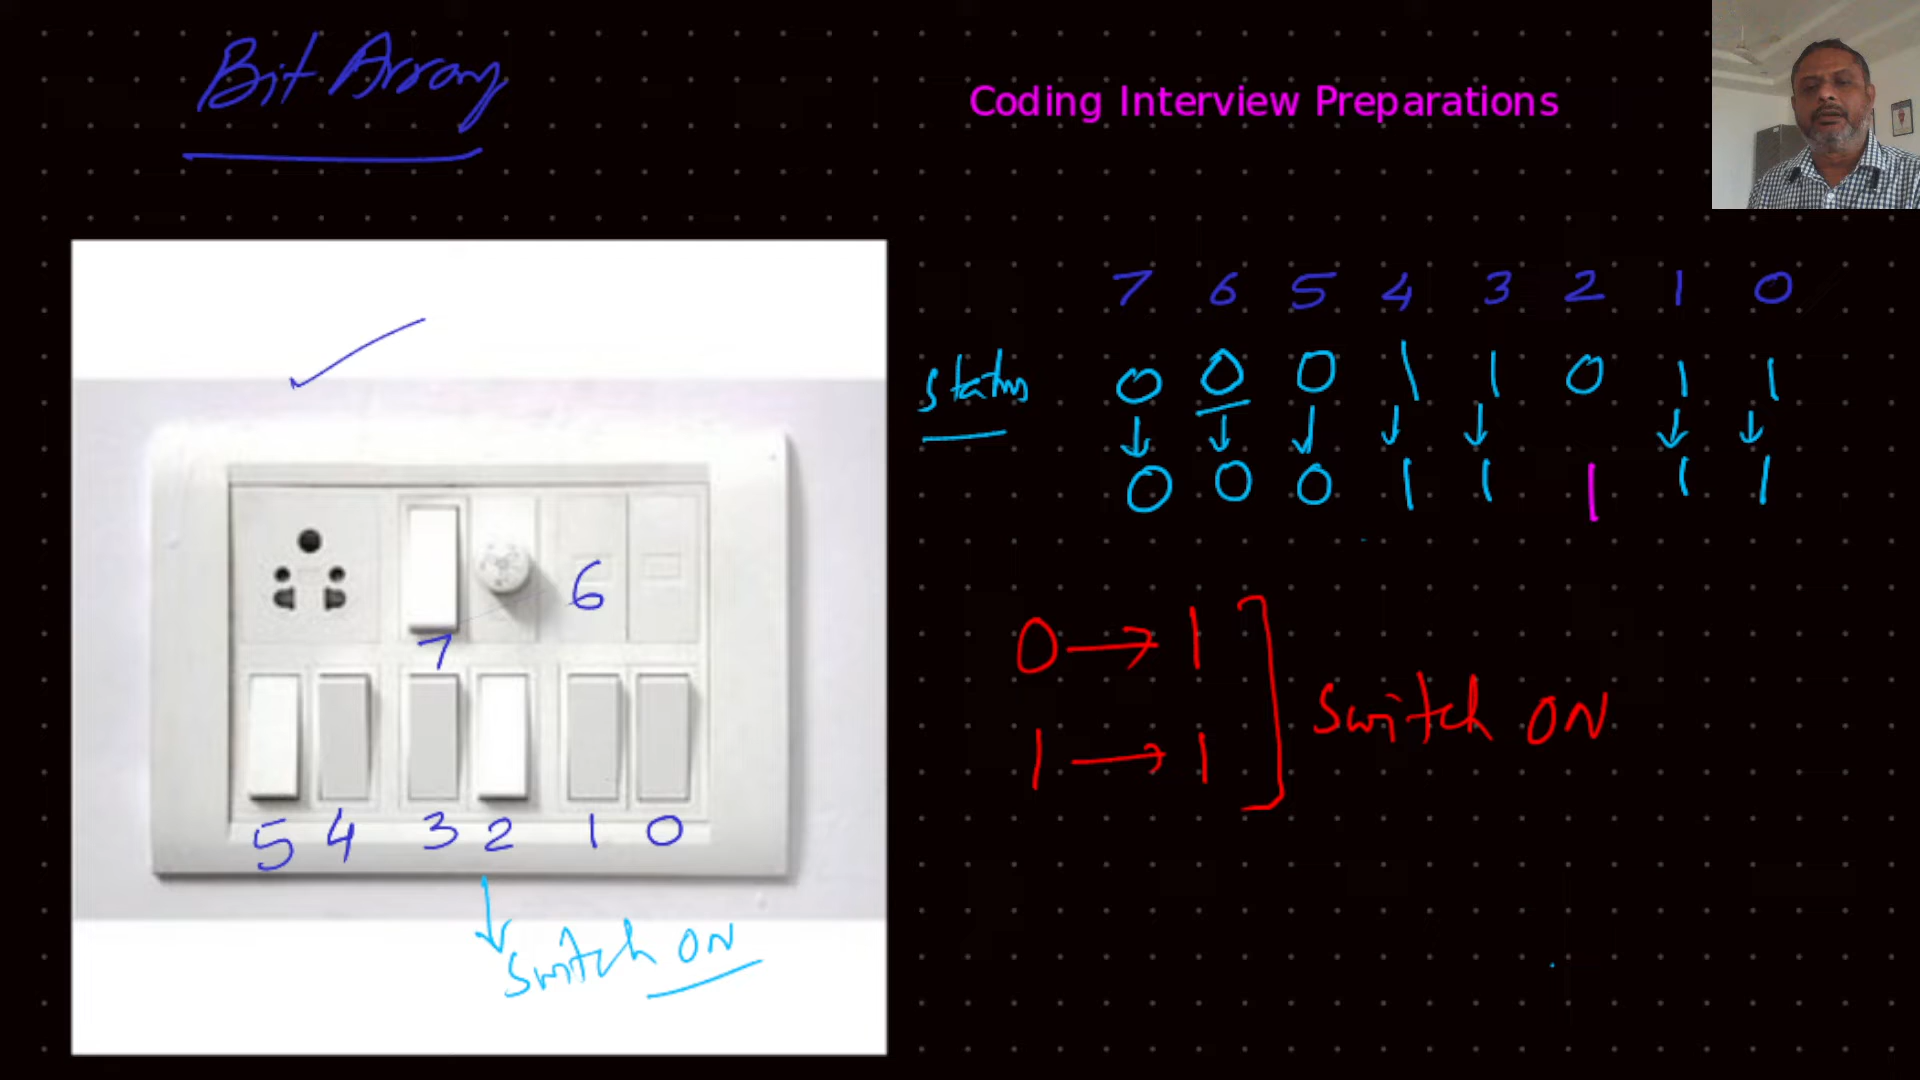 Bit Array
Coding Interview Preparations
7 6 5 4 3 2 1 0
Status 0 0 0 1 1 0 1 1
0 0 0 1 1 1 1 1
6
7
0 → 1
1 → 1
Switch ON
5 4 3 2 1 0
Switch ON